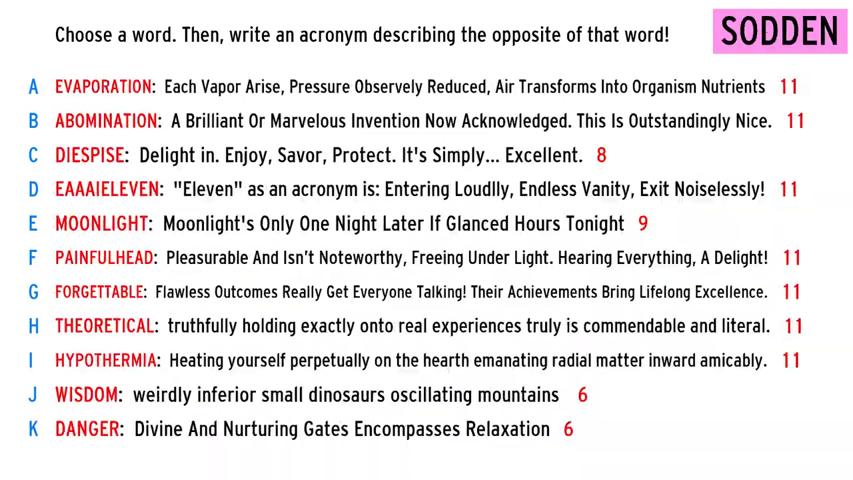 Choose a word. Then, write an acronym describing the opposite of that word!
SODDEN
A EVAPORATION: Each Vapor Arise, Pressure Observely Reduced, Air Transforms Into Organism Nutrients 11
B ABOMINATION: A Brilliant Or Marvelous Invention Now Acknowledged. This Is Outstandingly Nice. 11
C DIESPISE: Delight in. Enjoy, Savor, Protect. It's Simply... Excellent. 8
D EAAAIELEVEN: "Eleven" as an acronym is: Entering Loudlly, Endless Vanity, Exit Noiselessly! 11
E MOONLIGHT: Moonlight's Only One Night Later If Glanced Hours Tonight 9
F PAINFULHEAD: Pleasurable And Isn't Noteworthy, Freeing Under Light. Hearing Everything, A Delight! 11
G FORGETTABLE: Flawless Outcomes Really Get Everyone Talking! Their Achievements Bring Lifelong Excellence. 11
H THEORETICAL: truthfully holding exactly onto real experiences truly is commendable and literal. 11
I HYPOTHERMIA: Heating yourself perpetually on the hearth emanating radial matter inward amicably. 11
J WISDOM: weirdly inferior small dinosaurs oscillating mountains 6
K DANGER: Divine And Nurturing Gates Encompasses Relaxation 6